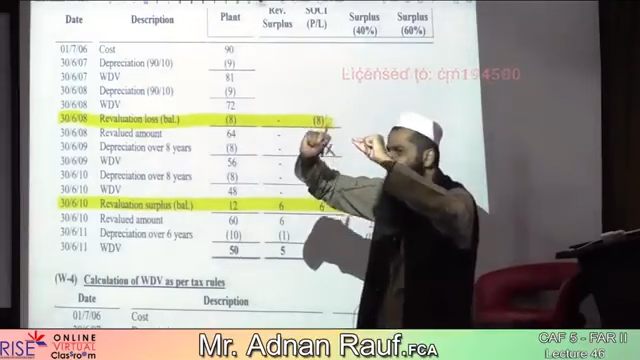 Date Description Plant Rev. Surplus SOCI (P/L) Surplus (40%) Surplus (60%)
01/7/06 Cost 90
30/6/07 Depreciation (90/10) (9)
30/6/07 WDV 81
30/6/08 Depreciation (90/10) (9)
30/6/08 WDV 72
30/6/08 Revaluation loss (bal.) (8) - (8)
30/6/08 Revalued amount 64 -
30/6/09 Depreciation over 8 years (8) -
30/6/09 WDV 56 -
30/6/10 Depreciation over 8 years (8) -
30/6/10 WDV 48 -
30/6/10 Revaluation surplus (bal.) 12 6 6
30/6/10 Revalued amount 60 6
30/6/11 Depreciation over 6 years (10) (1)
30/6/11 WDV 50 5
(W-4) Calculation of WDV as per tax rules
Date Description
01/7/06 Cost
RISE ONLINE VIRTUAL Classroom
Mr. Adnan Rauf.FCA
CAF 5 - FAR II
Lecture 46